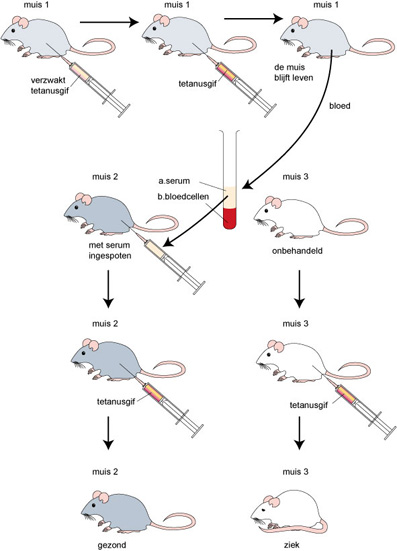 muis 1
muis 1
muis 1
verzwakt
tetanusgif
tetanusgif
de muis
blijft leven
bloed
a.serum
b.bloedcellen
muis 2
muis 3
met serum
ingespoten
onbehandeld
muis 2
muis 3
tetanusgif
tetanusgif
muis 2
muis 3
gezond
ziek